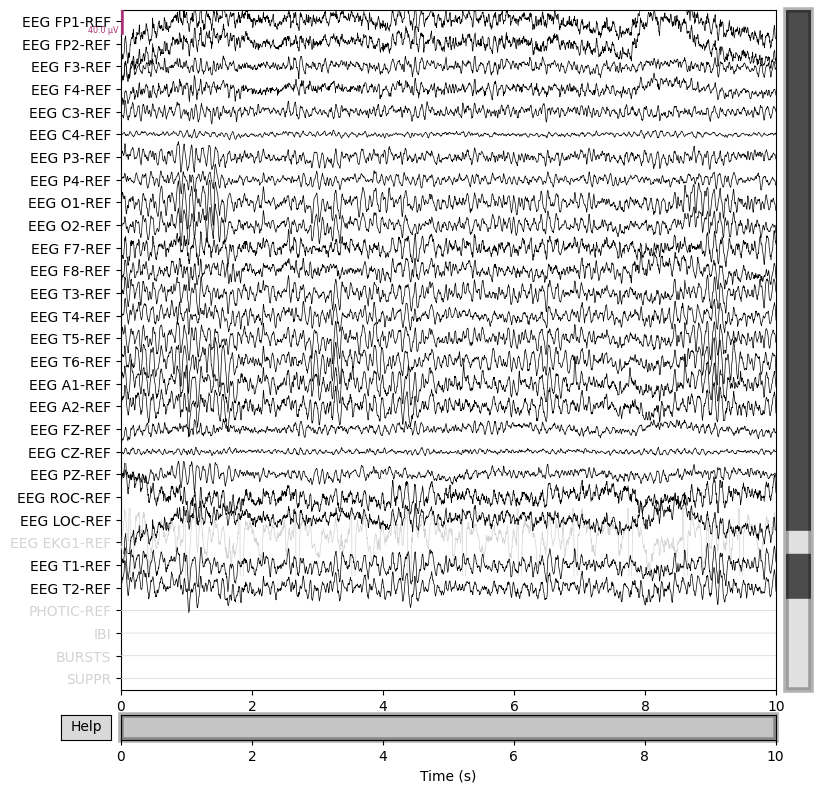 EEG FP1-REF
40.0 µV
EEG FP2-REF
EEG F3-REF
EEG F4-REF
EEG C3-REF
EEG C4-REF
EEG P3-REF
EEG P4-REF
EEG O1-REF
EEG O2-REF
EEG F7-REF
EEG F8-REF
EEG T3-REF
EEG T4-REF
EEG T5-REF
EEG T6-REF
EEG A1-REF
EEG A2-REF
EEG FZ-REF
EEG CZ-REF
EEG PZ-REF
EEG ROC-REF
EEG LOC-REF
EEG EKG1-REF
EEG T1-REF
EEG T2-REF
PHOTIC-REF
IBI
BURSTS
SUPPR
0 2 4 6 8 10
Help
0 2 4 6 8 10
Time (s)